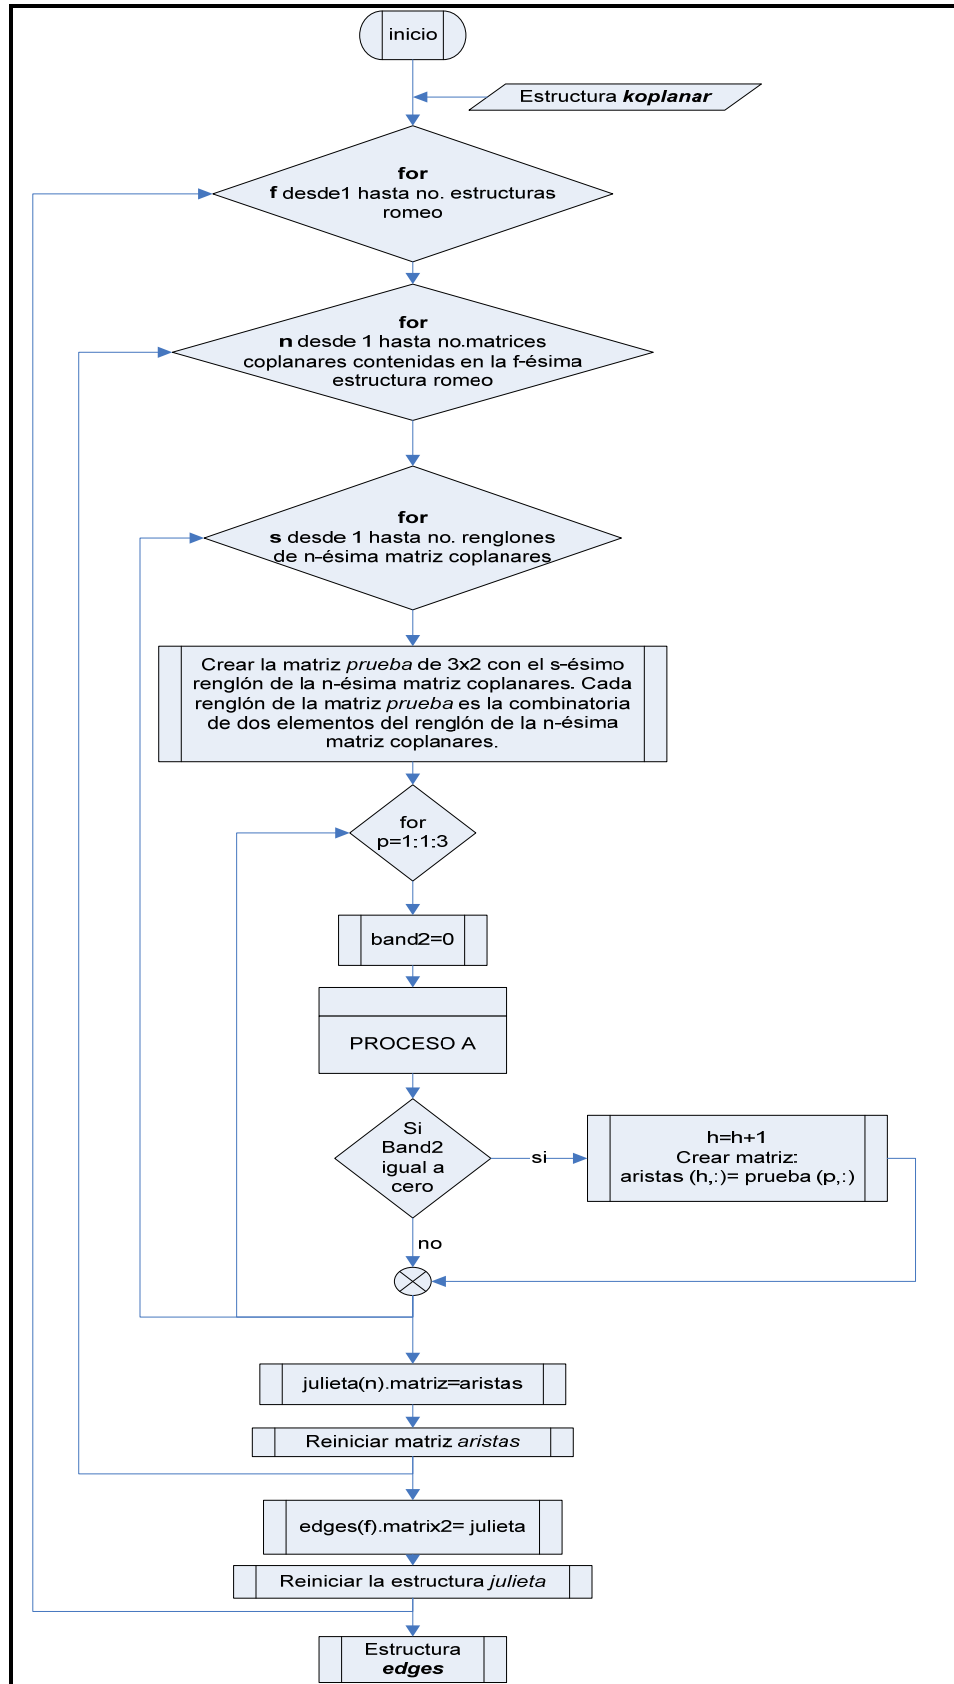 inicio
Estructura koplanar
for
f desde1 hasta no. estructuras
romeo
for
n desde 1 hasta no.matrices
coplanares contenidas en la f-ésima
estructura romeo
for
s desde 1 hasta no. renglones
de n-ésima matriz coplanares
Crear la matriz prueba de 3x2 con el s-ésimo
renglón de la n-ésima matriz coplanares. Cada
renglón de la matriz prueba es la combinatoria
de dos elementos del renglón de la n-ésima
matriz coplanares.
for
p=1:1:3
band2=0
PROCESO A
Si
Band2
igual a
cero
si
h=h+1
Crear matriz:
aristas (h,:)= prueba (p,:)
no
julieta(n).matriz=aristas
Reiniciar matriz aristas
edges(f).matrix2= julieta
Reiniciar la estructura julieta
Estructura
edges